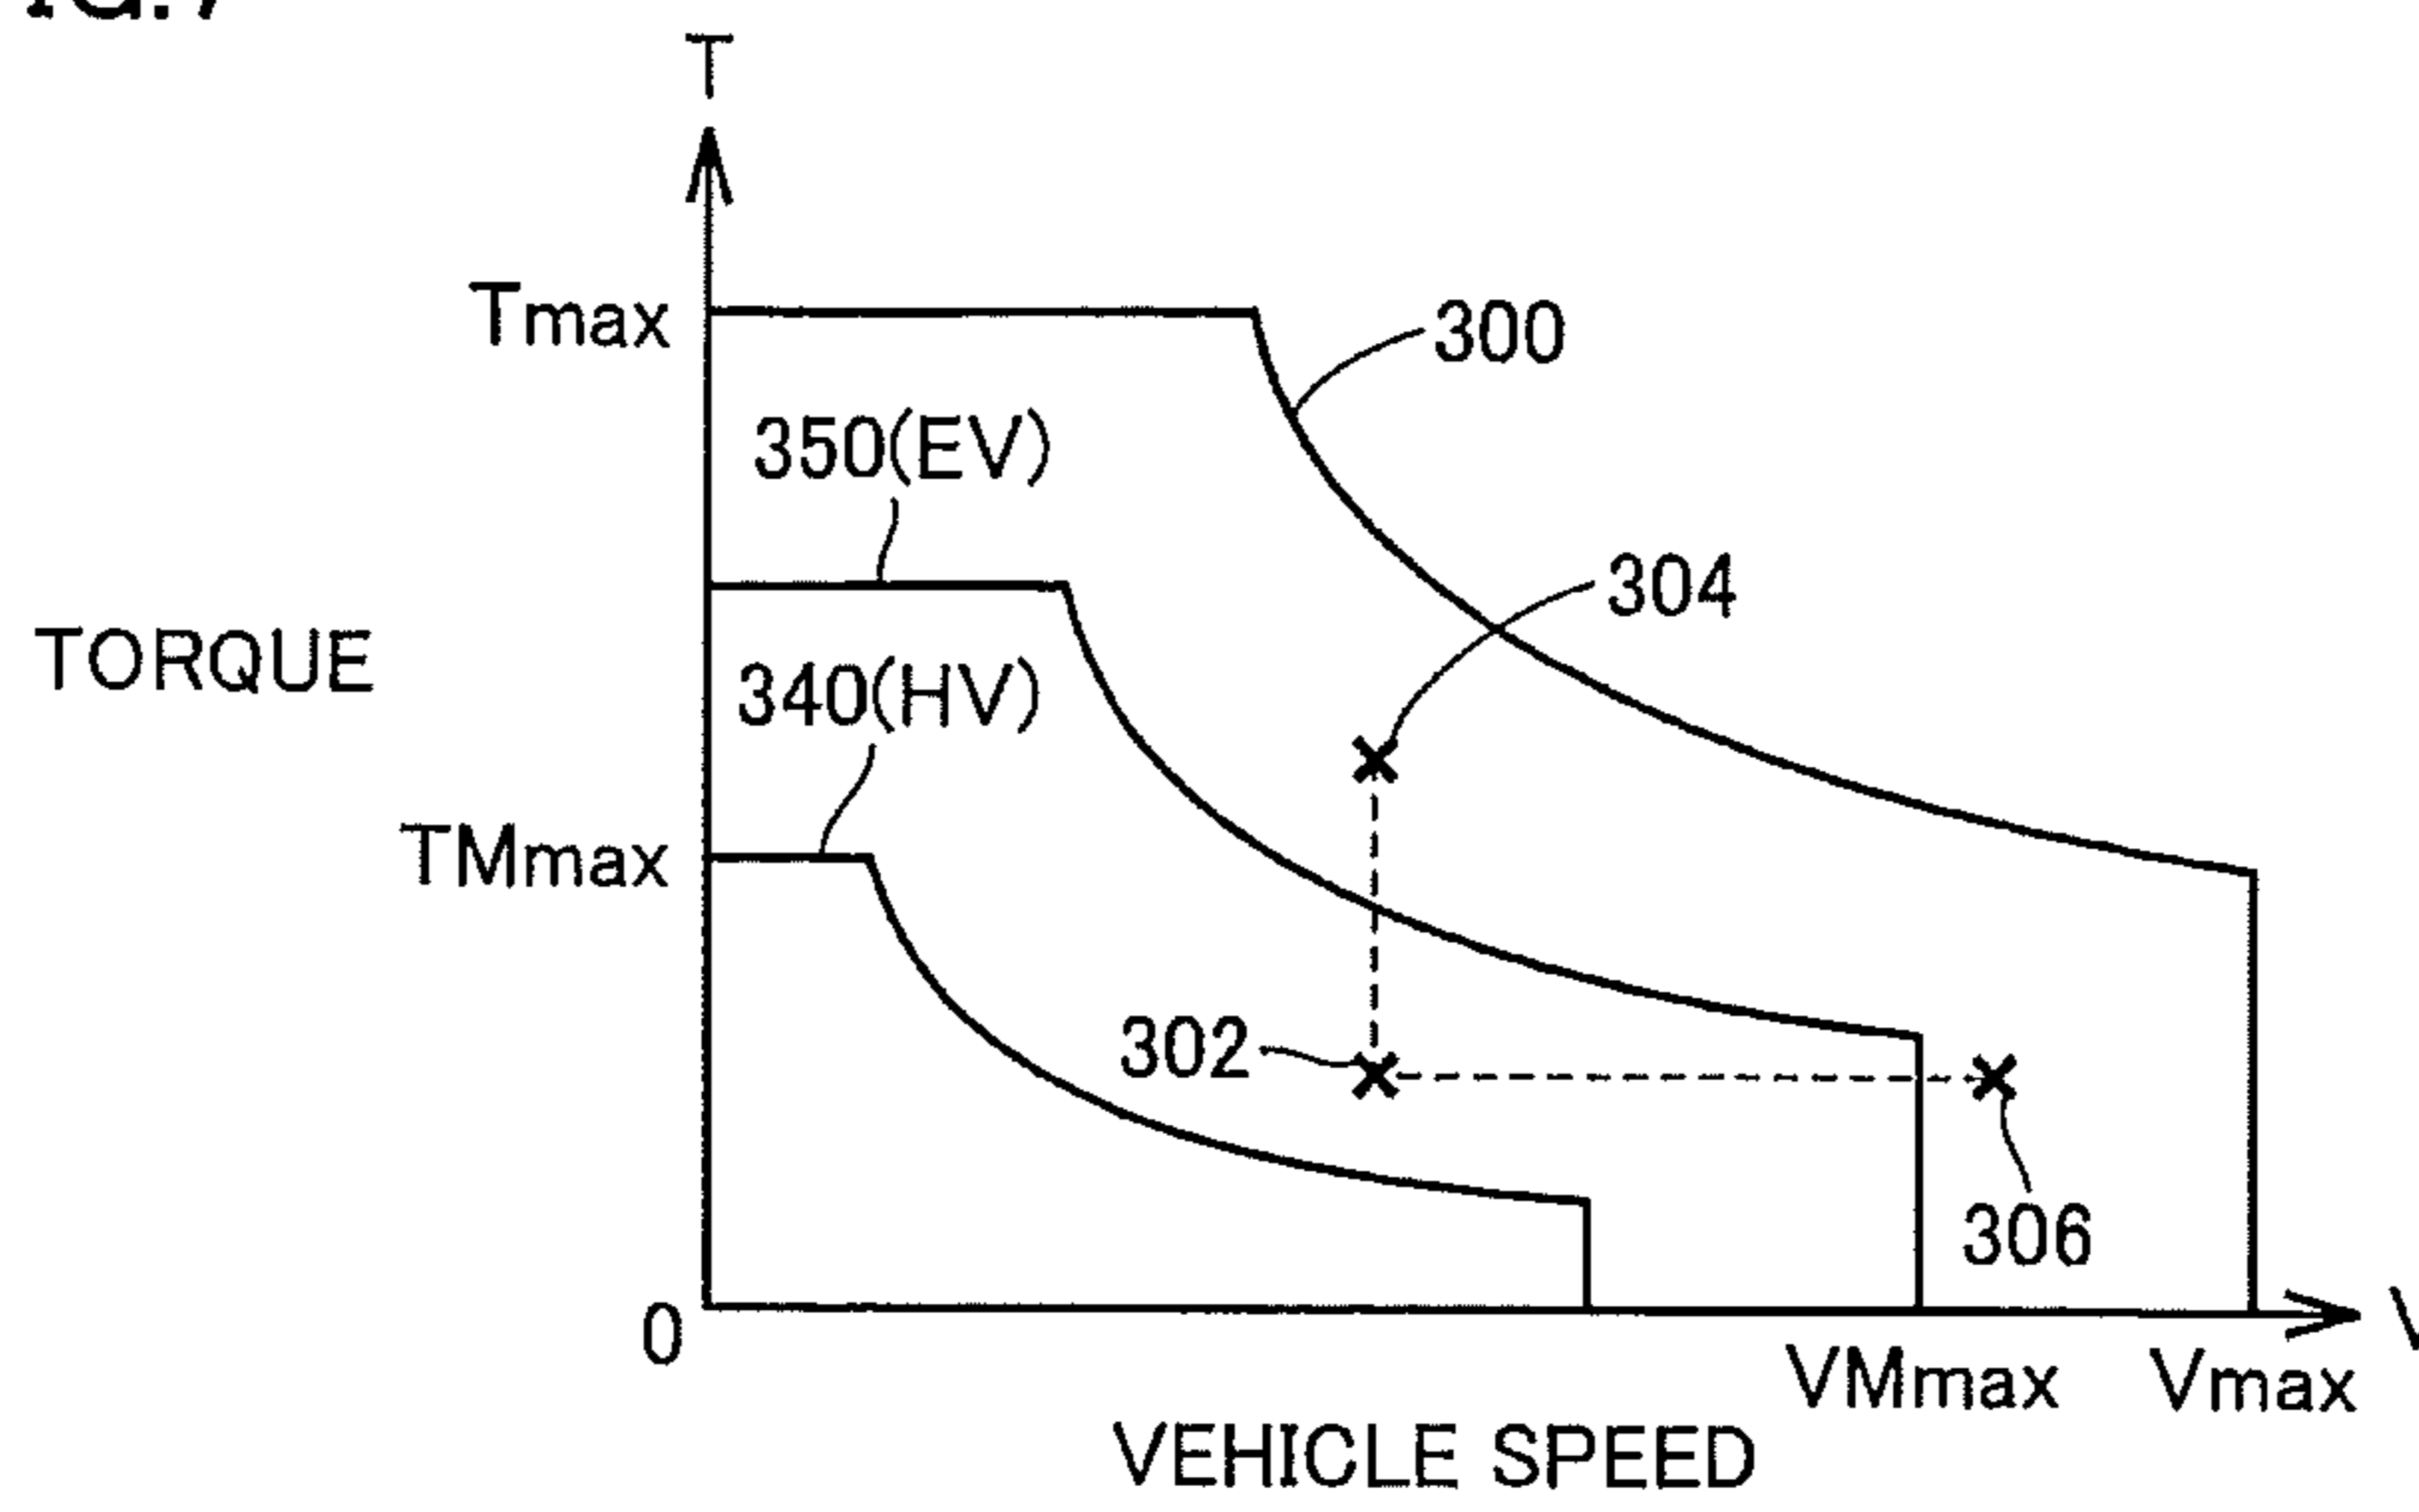 T
Tmax
300
350(EV)
304
TORQUE
340(HV)
TMmax
302
306
0
V
VMmax
Vmax
VEHICLE SPEED